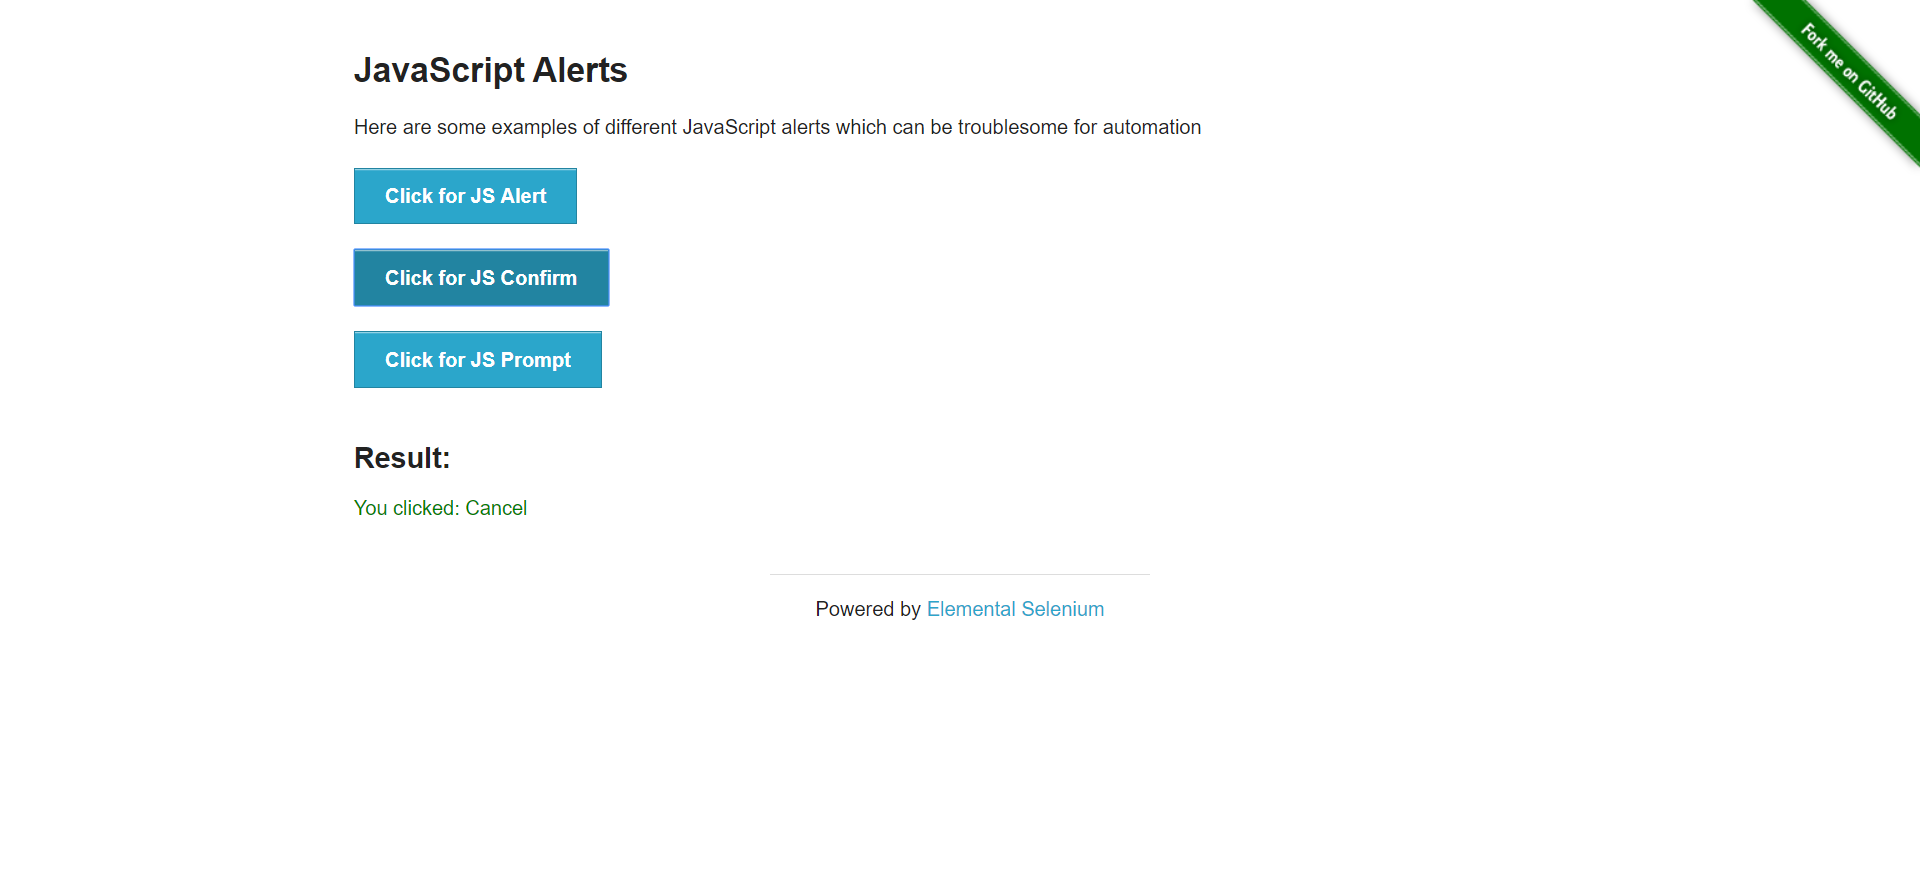 JavaScript Alerts
Fork me on GitHub
Here are some examples of different JavaScript alerts which can be troublesome for automation
Click for JS Alert
Click for JS Confirm
Click for JS Prompt
Result:
You clicked: Cancel
Powered by Elemental Selenium